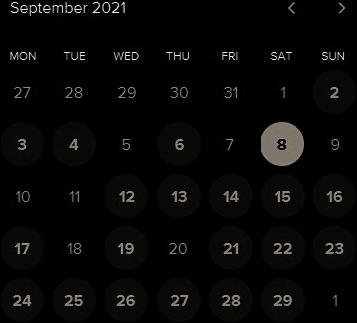 September 2021
MON TUE WED THU FRI SAT SUN
27 28 29 30 31 1 2
3 4 5 6 7 8 9
10 11 12 13 14 15 16
17 18 19 20 21 22 23
24 25 26 27 28 29 1